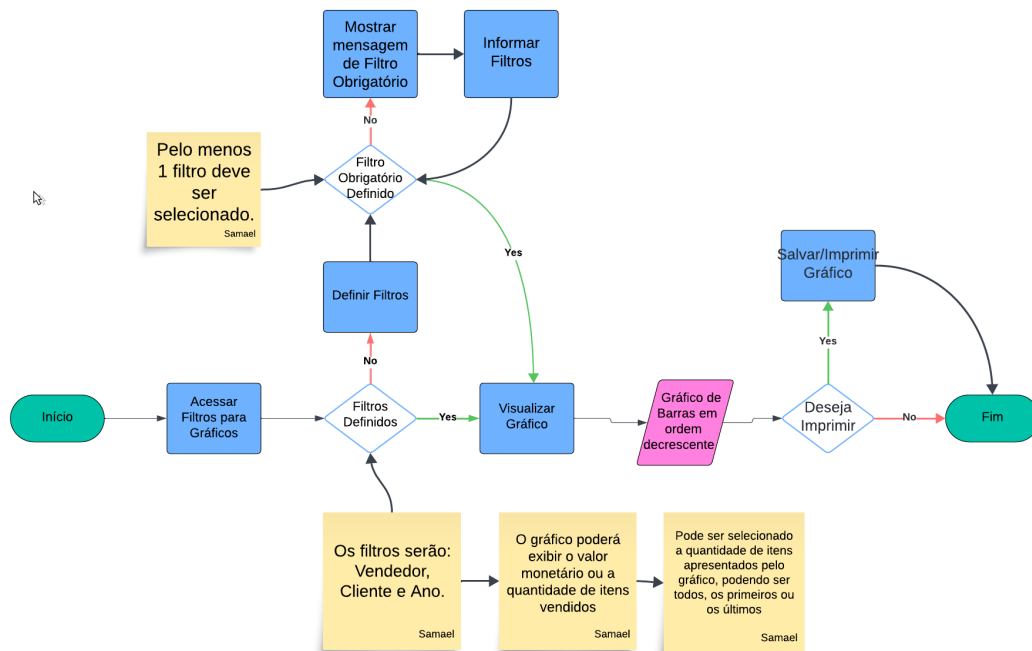 Mostrar
mensagem
de Filtro
Obrigatório
Informar
Filtros
No
Pelo menos
1 filtro deve
ser
selecionado.
Samael
Filtro
Obrigatório
Definido
Yes
Definir Filtros
No
Salvar/Imprimir
Gráfico
Yes
Início
Acessar
Filtros para
Gráficos
Filtros
Definidos
Yes
Visualizar
Gráfico
Gráfico de
Barras em
ordem
decrescente
Deseja
Imprimir
No
Fim
Os filtros serão:
Vendedor,
Cliente e Ano.
Samael
O gráfico poderá
exibir o valor
monetário ou a
quantidade de itens
vendidos
Samael
Pode ser selecionado
a quantidade de itens
apresentados pelo
gráfico, podendo ser
todos, os primeiros ou
os últimos
Samael